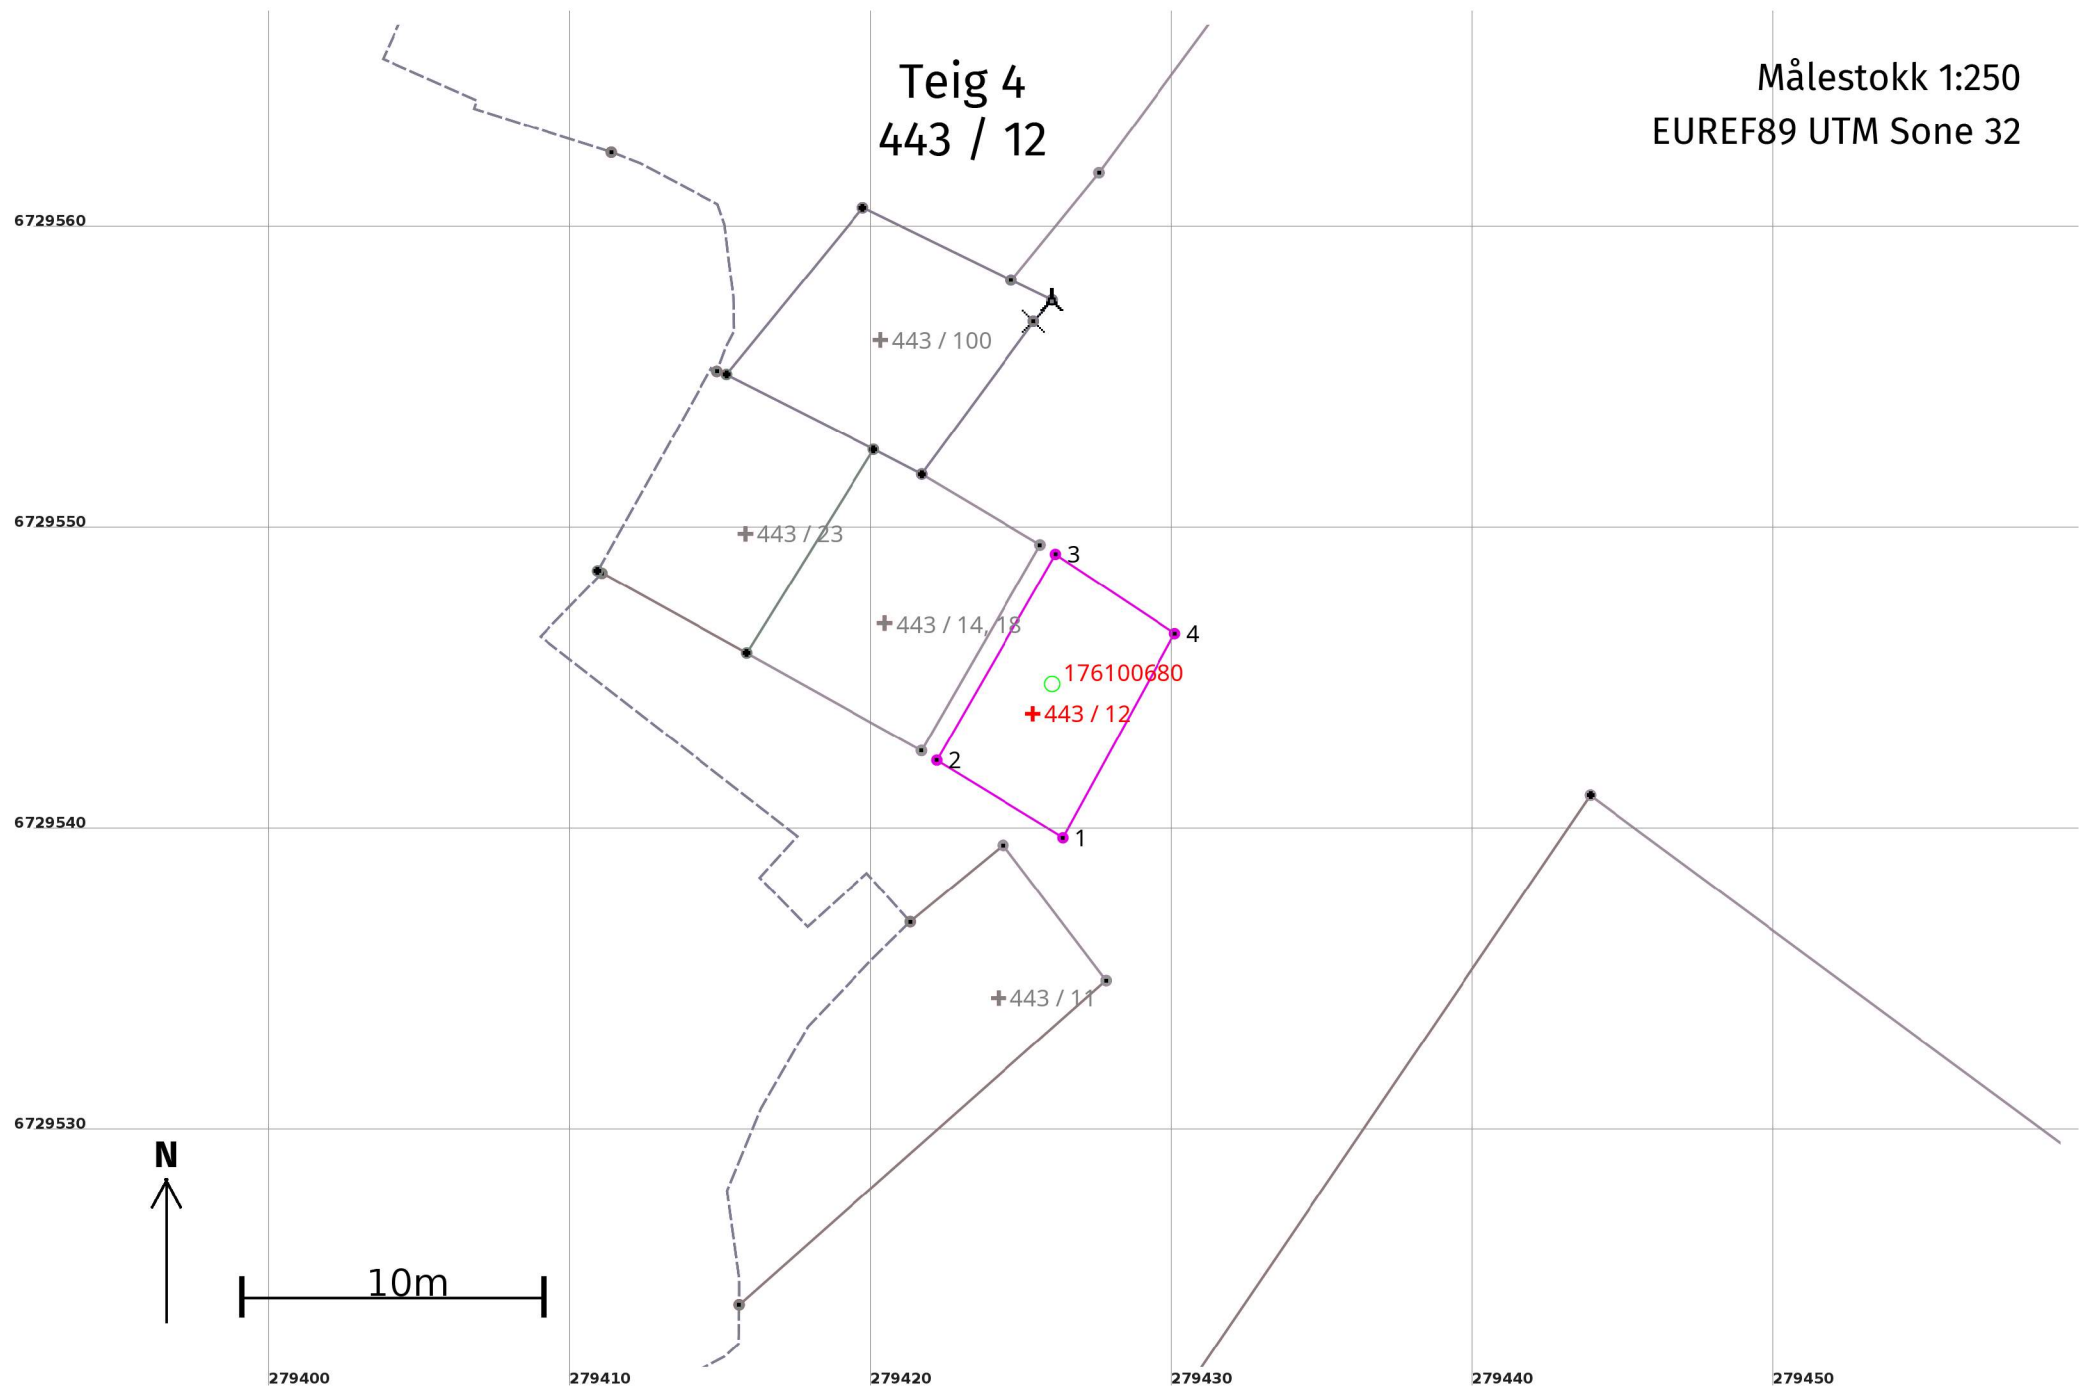 Teig 4
443 / 12
Målestokk 1:250
EUREF89 UTM Sone 32
6729560
443 / 100
6729550
443 / 23
3
443 / 14, 18
4
176100680
443 / 12
2
6729540
1
443 / 11
6729530
N
10m
279400
279410
279420
279430
279440
279450